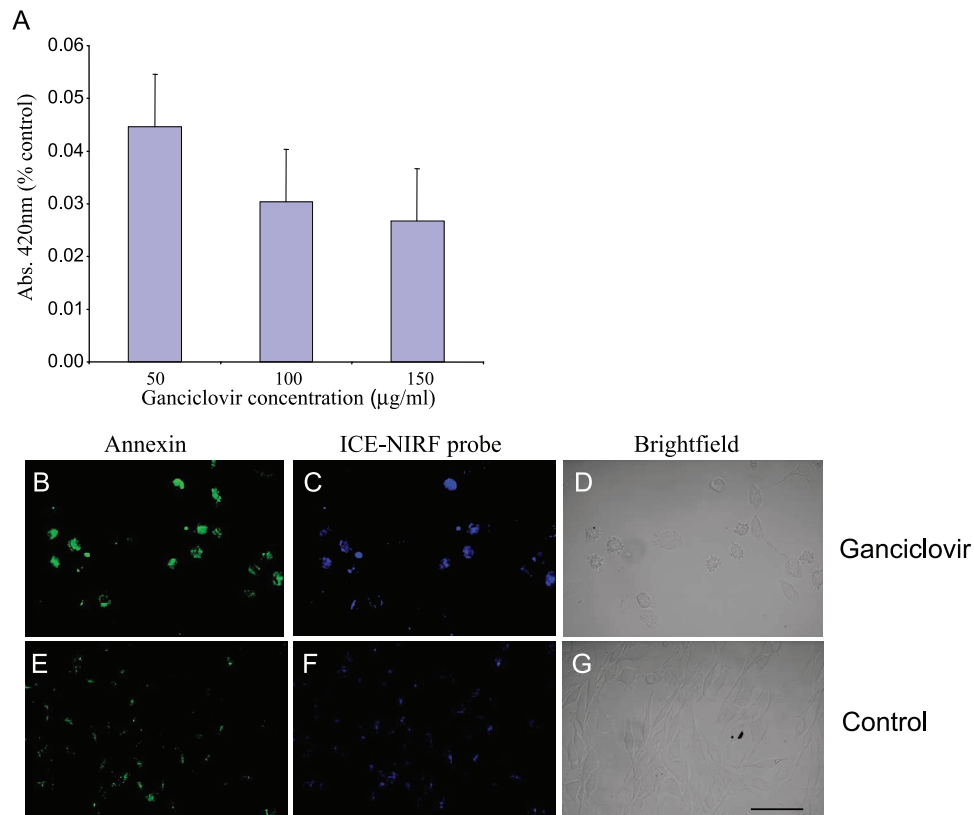 A
0.06
0.05
0.04
0.03
0.02
0.01
0.00
Abs. 420nm (% control)
50 100 150
Ganciclovir concentration (μg/ml)
Annexin ICE-NIRF probe Brightfield
B C D
Ganciclovir
E F G
Control